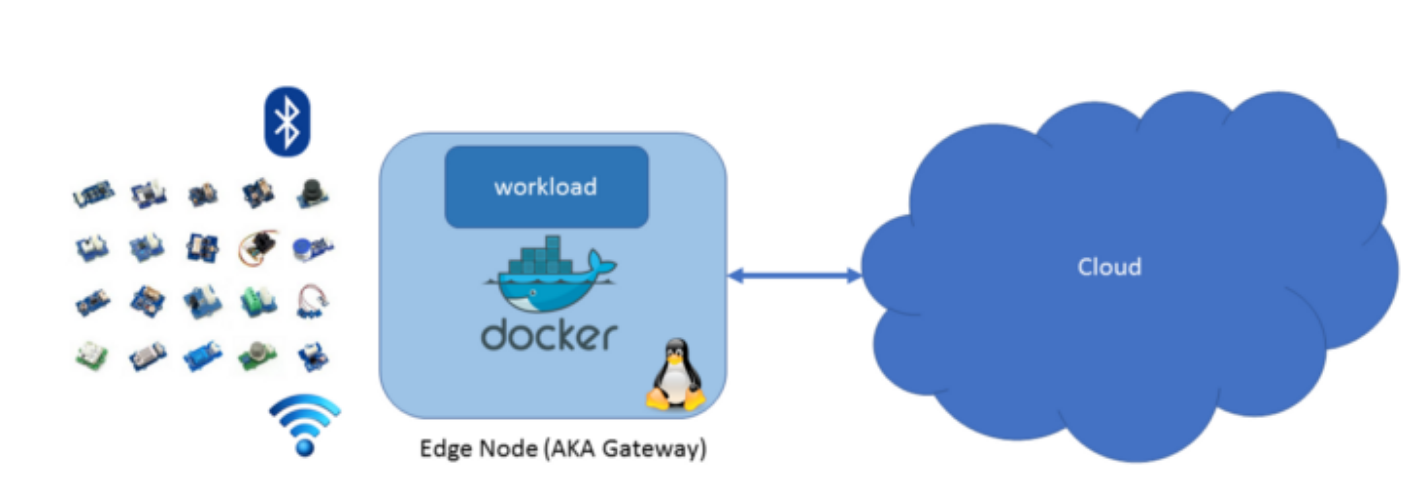 workload
docker
Edge Node (AKA Gateway)
Cloud